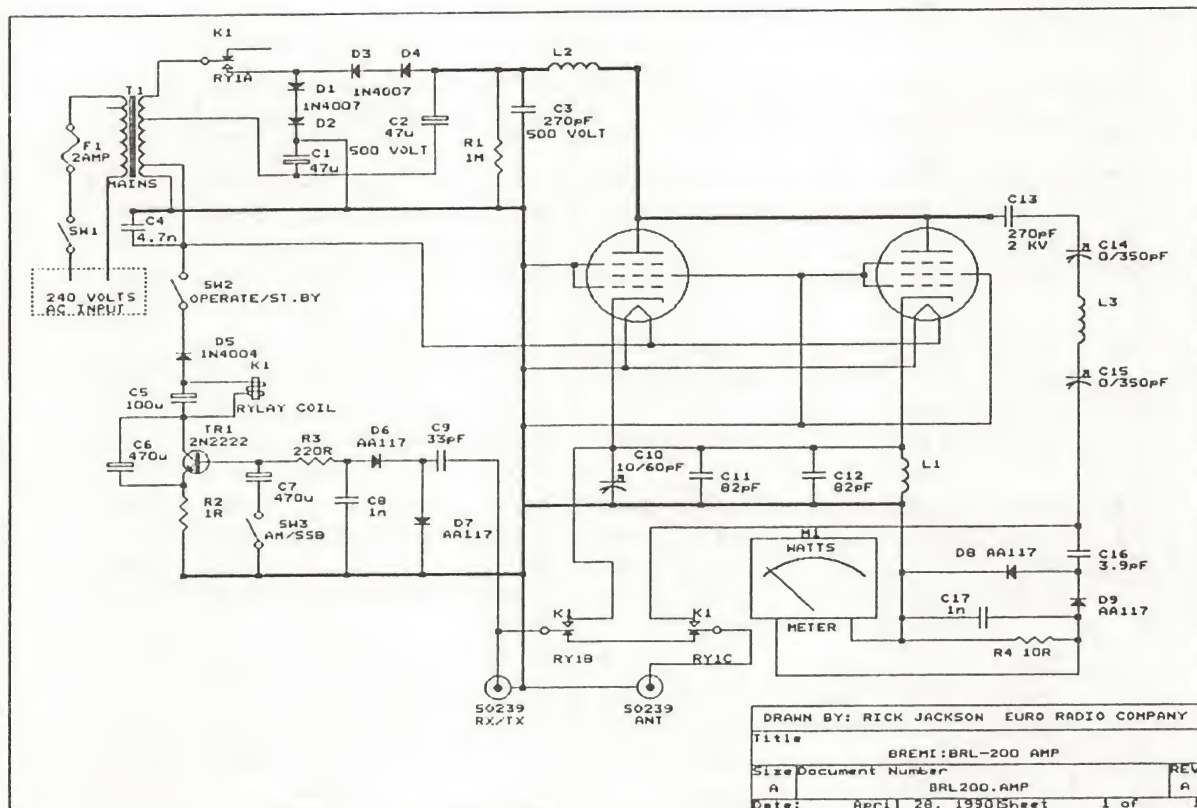 K1
RY1A
D3
D4
1N4007
D1
1N4007
D2
C1
47u
C2
47u
500 VOLT
R1
1M
C3
270pF
500 VOLT
L2
T1
F1
2AMP
MAINS
SW1
C4
4.7n
240 VOLTS
AC INPUT
SW2
OPERATE/ST.BY
D5
1N4004
K1
C5
100u
RYLAY COIL
TR1
2N2222
C6
470u
R2
1R
R3
220R
C7
470u
SW3
AM/SSB
D6
AA117
C8
1n
C9
33pF
D7
AA117
C10
10/60pF
C11
82pF
C12
82pF
L1
C13
270pF
2 KV
C14
0/350pF
L3
C15
0/350pF
C16
3.9pF
D8 AA117
D9
AA117
C17
1n
R4 10R
M1
WATTS
METER
K1
RY1B
K1
RY1C
SO239
RX/TX
SO239
ANT
DRAWN BY: RICK JACKSON EURO RADIO COMPANY
Title
BREMI:BRL-200 AMP
Size Document Number REV
A BRL200.AMP A
Date: April 28, 1990 Sheet 1 of